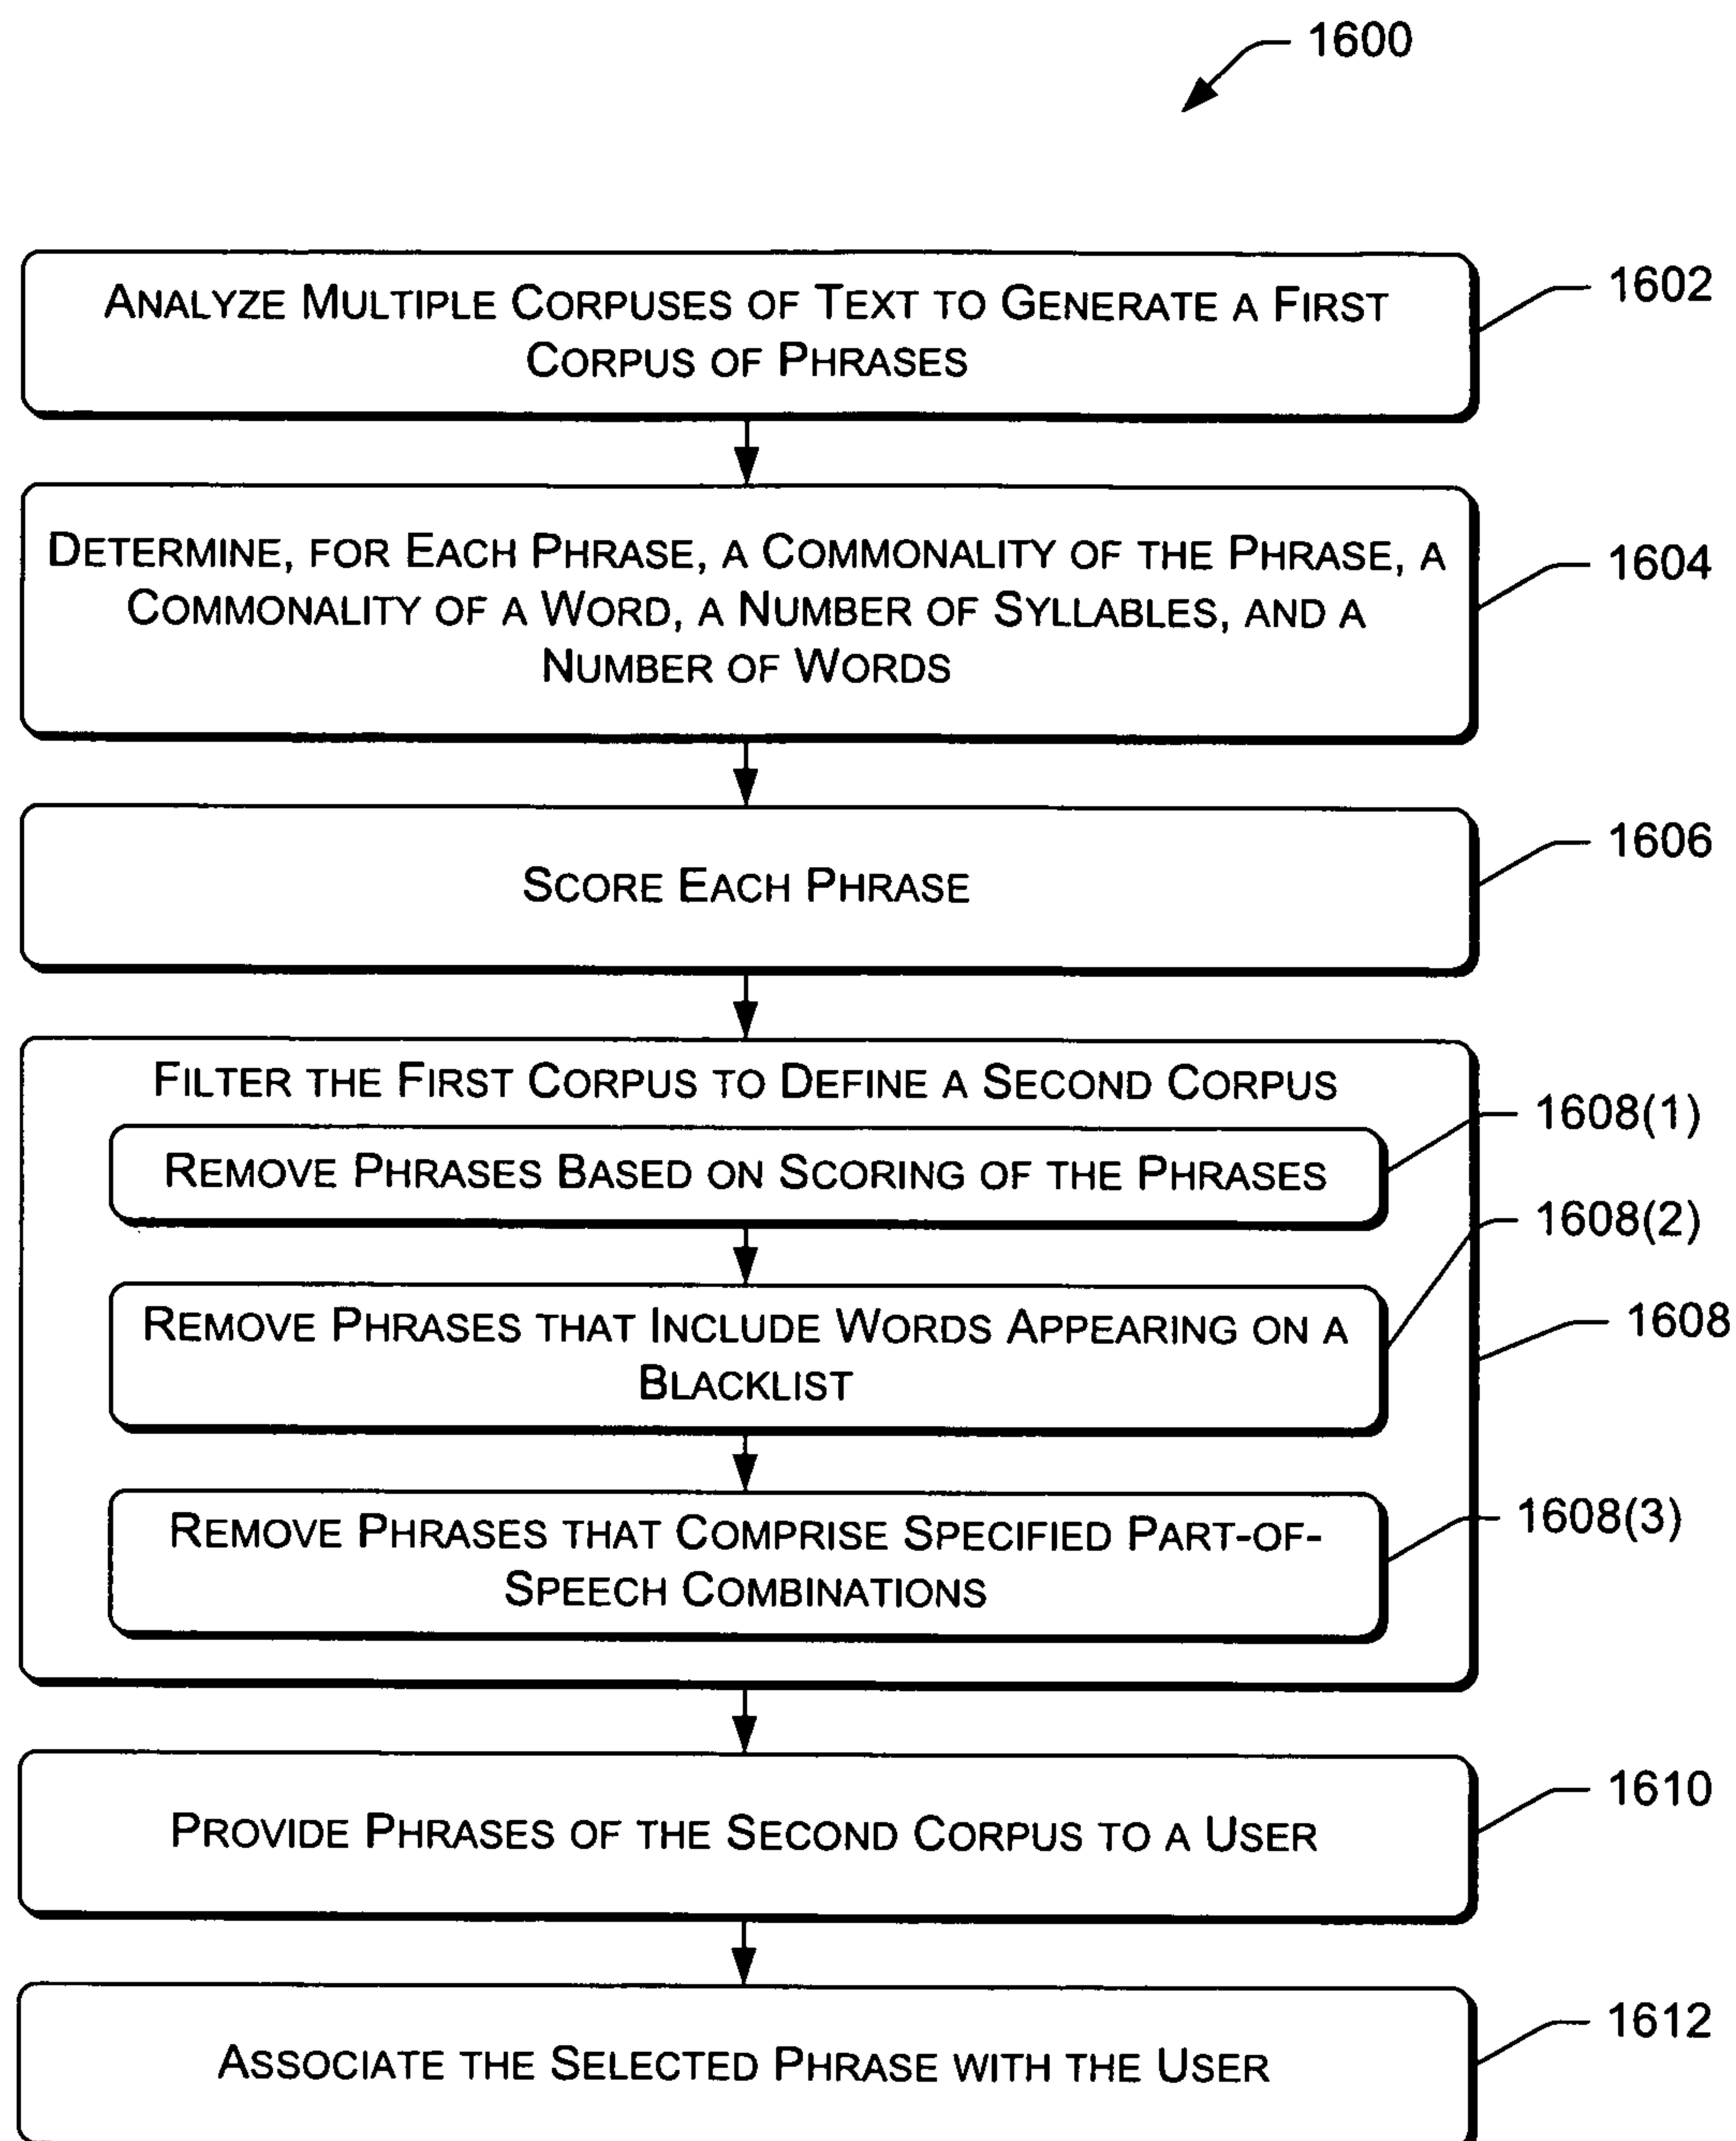 1600
ANALYZE MULTIPLE CORPUSES OF TEXT TO GENERATE A FIRST
CORPUS OF PHRASES
1602
DETERMINE, FOR EACH PHRASE, A COMMONALITY OF THE PHRASE, A
COMMONALITY OF A WORD, A NUMBER OF SYLLABLES, AND A
NUMBER OF WORDS
1604
SCORE EACH PHRASE
1606
FILTER THE FIRST CORPUS TO DEFINE A SECOND CORPUS
REMOVE PHRASES BASED ON SCORING OF THE PHRASES
1608(1)
1608(2)
REMOVE PHRASES THAT INCLUDE WORDS APPEARING ON A
BLACKLIST
1608
REMOVE PHRASES THAT COMPRISE SPECIFIED PART-OF-
SPEECH COMBINATIONS
1608(3)
PROVIDE PHRASES OF THE SECOND CORPUS TO A USER
1610
ASSOCIATE THE SELECTED PHRASE WITH THE USER
1612